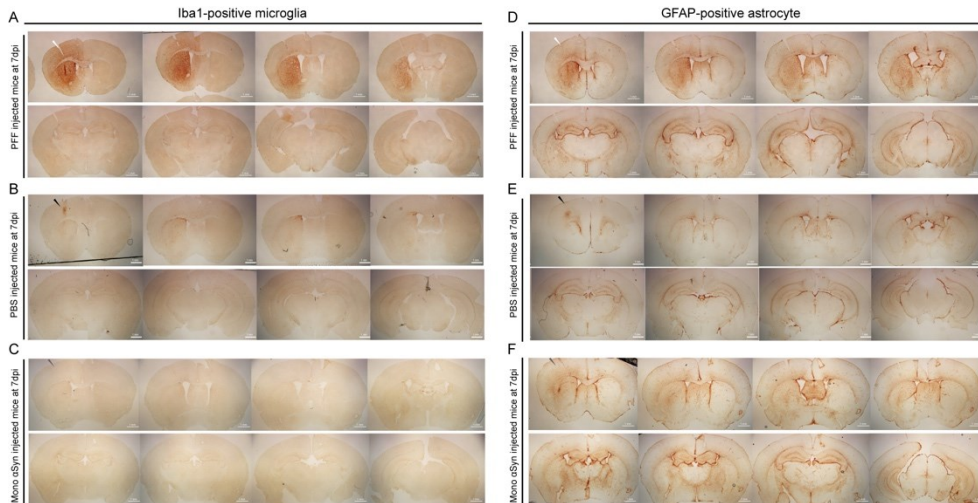 Iba1-positive microglia
GFAP-positive astrocyte
A
PFF injected mice at 7dpi
B
PBS injected mice at 7dpi
C
Mono αSyn injected mice at 7dpi
D
PFF injected mice at 7dpi
E
PBS injected mice at 7dpi
F
Mono αSyn injected mice at 7dpi